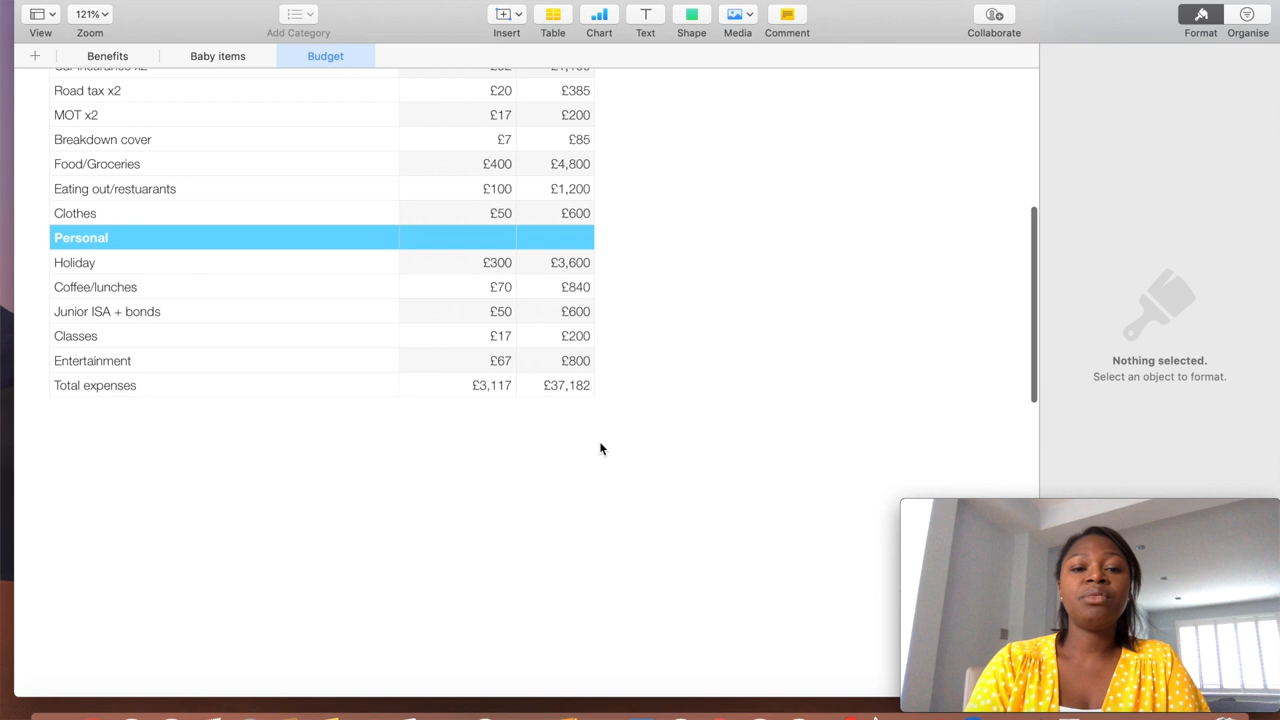 121%
View
Zoom
Add Category
Insert
Table
Chart
Text
Shape
Media
Comment
Collaborate
Format
Organise
Benefits
Baby items
Budget
Road tax x2 £20 £385
MOT x2 £17 £200
Breakdown cover £7 £85
Food/Groceries £400 £4,800
Eating out/restuarants £100 £1,200
Clothes £50 £600
Personal
Holiday £300 £3,600
Coffee/lunches £70 £840
Junior ISA + bonds £50 £600
Classes £17 £200
Entertainment £67 £800
Total expenses £3,117 £37,182
Nothing selected.
Select an object to format.